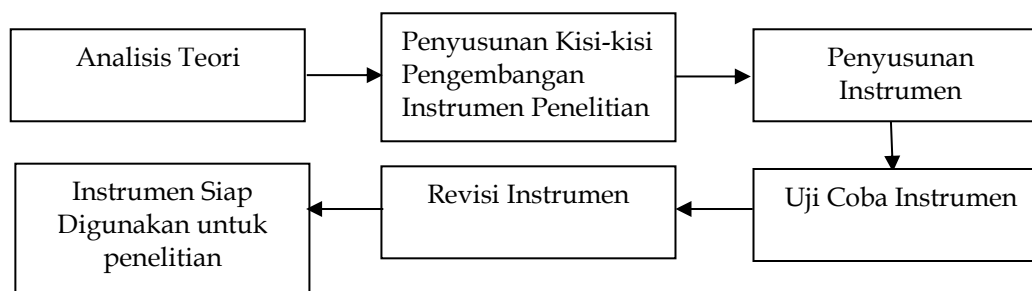 Analisis Teori
Penyusunan Kisi-kisi
Pengembangan
Instrumen Penelitian
Penyusunan
Instrumen
Uji Coba Instrumen
Revisi Instrumen
Instrumen Siap
Digunakan untuk
penelitian